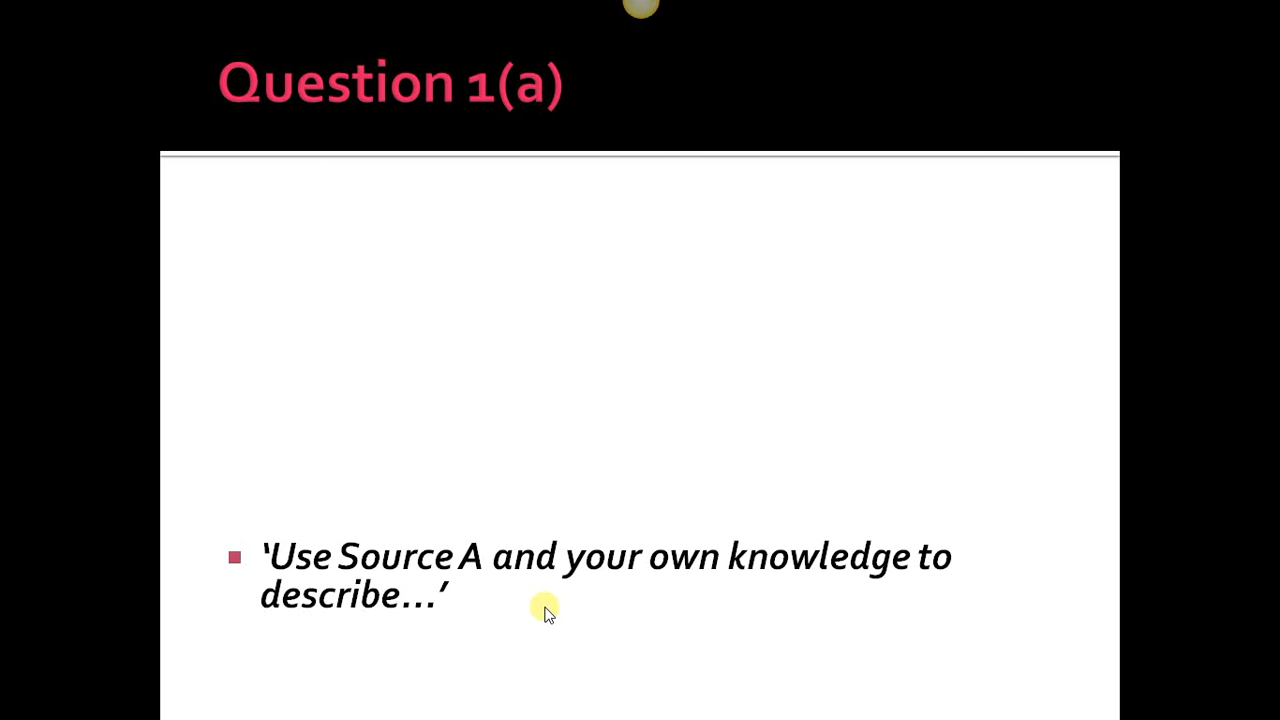 Question 1(a)
‘Use Source A and your own knowledge to
describe...’